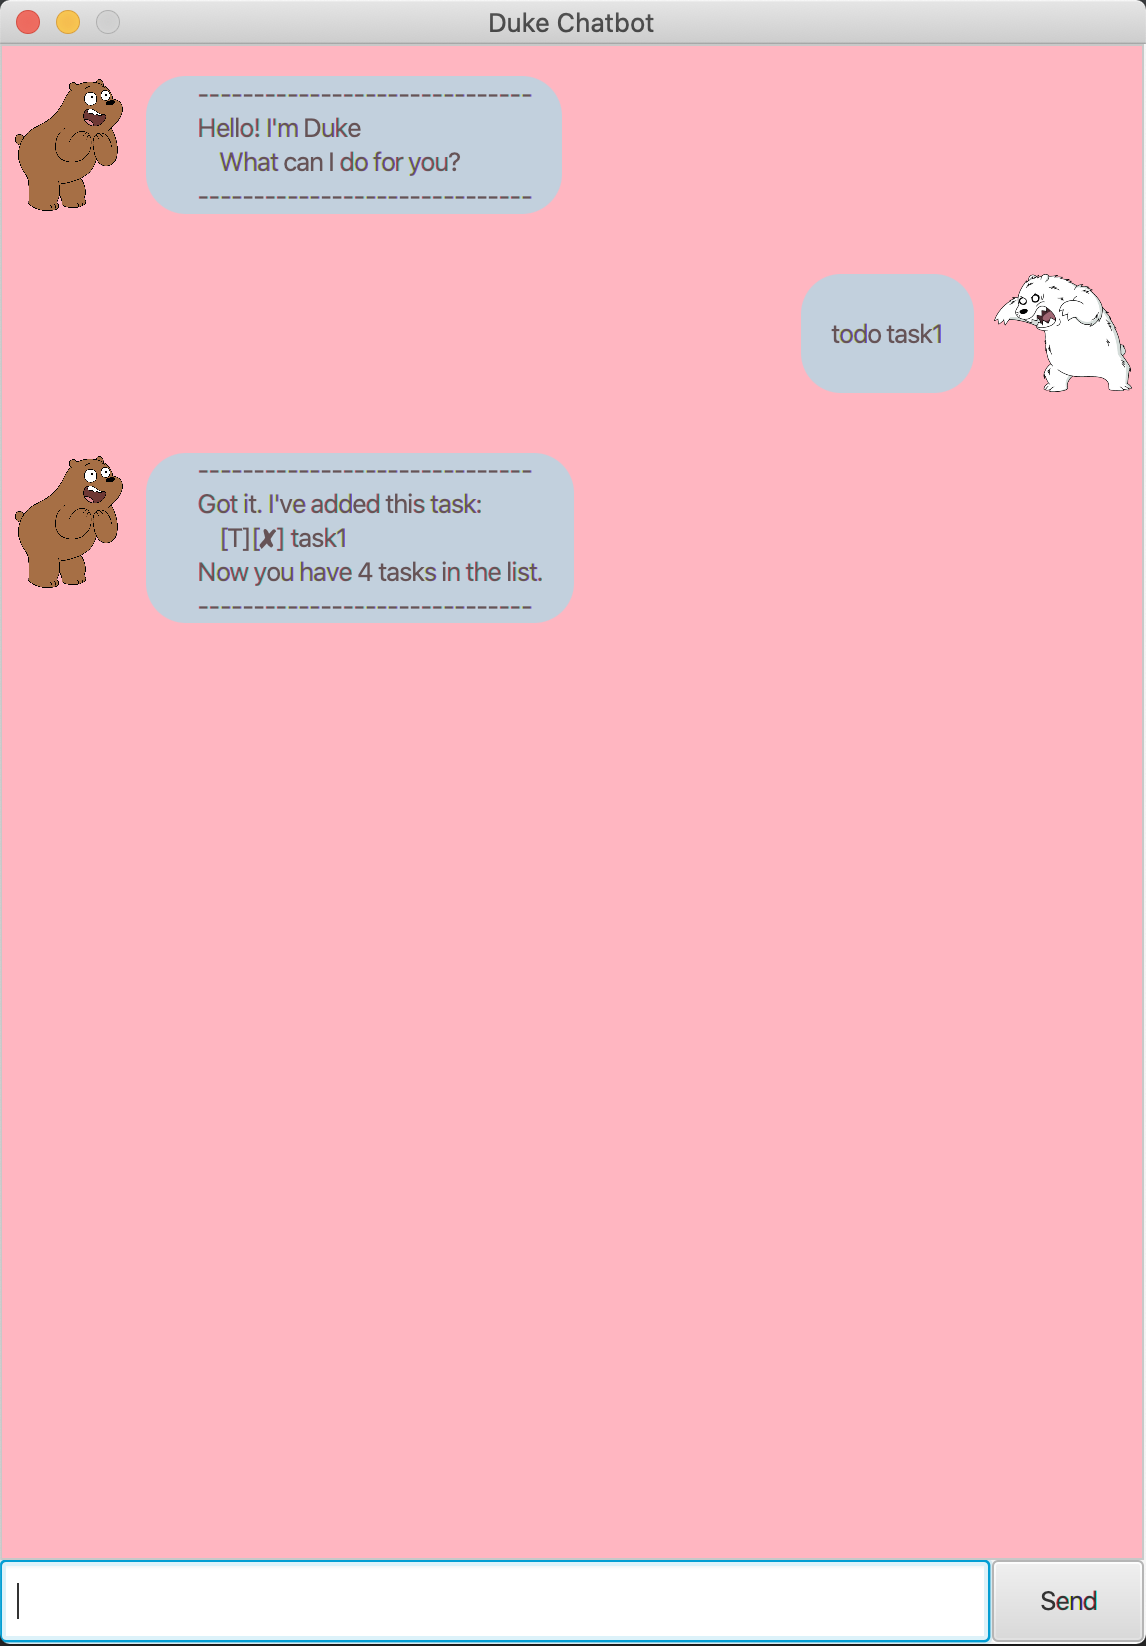 Duke Chatbot
------------------------------
Hello! I'm Duke
What can I do for you?
------------------------------
todo task1
------------------------------
Got it. I've added this task:
[T][✘] task1
Now you have 4 tasks in the list.
------------------------------
Send